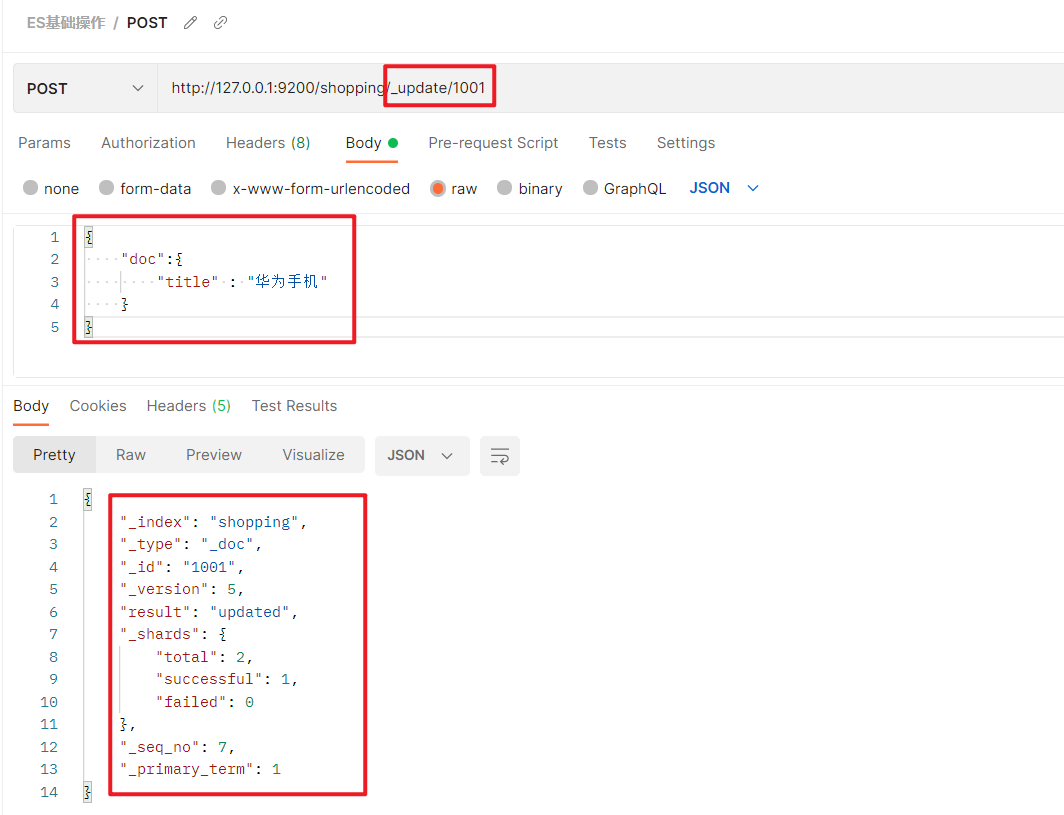 ES基础操作 / POST
POST http://127.0.0.1:9200/shopping/_update/1001
Params Authorization Headers (8) Body Pre-request Script Tests Settings
none form-data x-www-form-urlencoded raw binary GraphQL JSON
1 {
2 ····"doc":{
3 ········"title"·:·"华为手机"
4 ····}
5 }
Body Cookies Headers (5) Test Results
Pretty Raw Preview Visualize JSON
1 {
2 "_index": "shopping",
3 "_type": "_doc",
4 "_id": "1001",
5 "_version": 5,
6 "result": "updated",
7 "_shards": {
8 "total": 2,
9 "successful": 1,
10 "failed": 0
11 },
12 "_seq_no": 7,
13 "_primary_term": 1
14 }